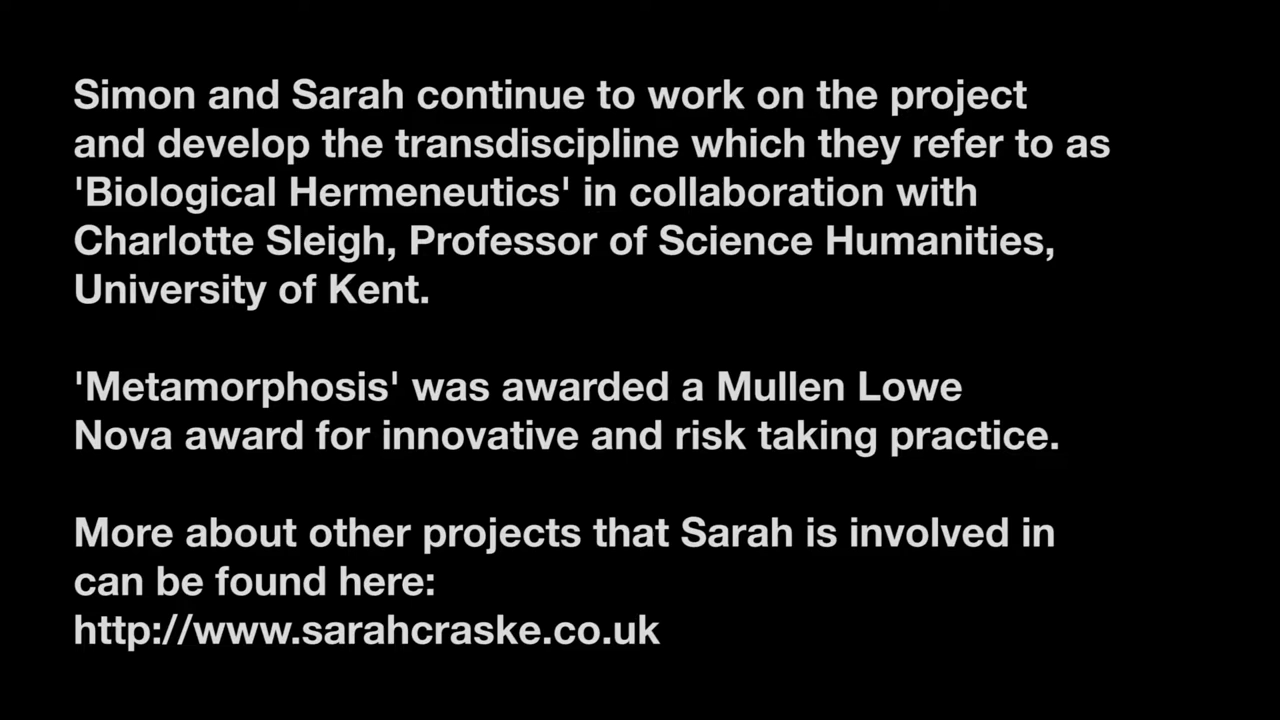 Simon and Sarah continue to work on the project
and develop the transdiscipline which they refer to as
'Biological Hermeneutics' in collaboration with
Charlotte Sleigh, Professor of Science Humanities,
University of Kent.
'Metamorphosis' was awarded a Mullen Lowe
Nova award for innovative and risk taking practice.
More about other projects that Sarah is involved in
can be found here:
http://www.sarahcraske.co.uk